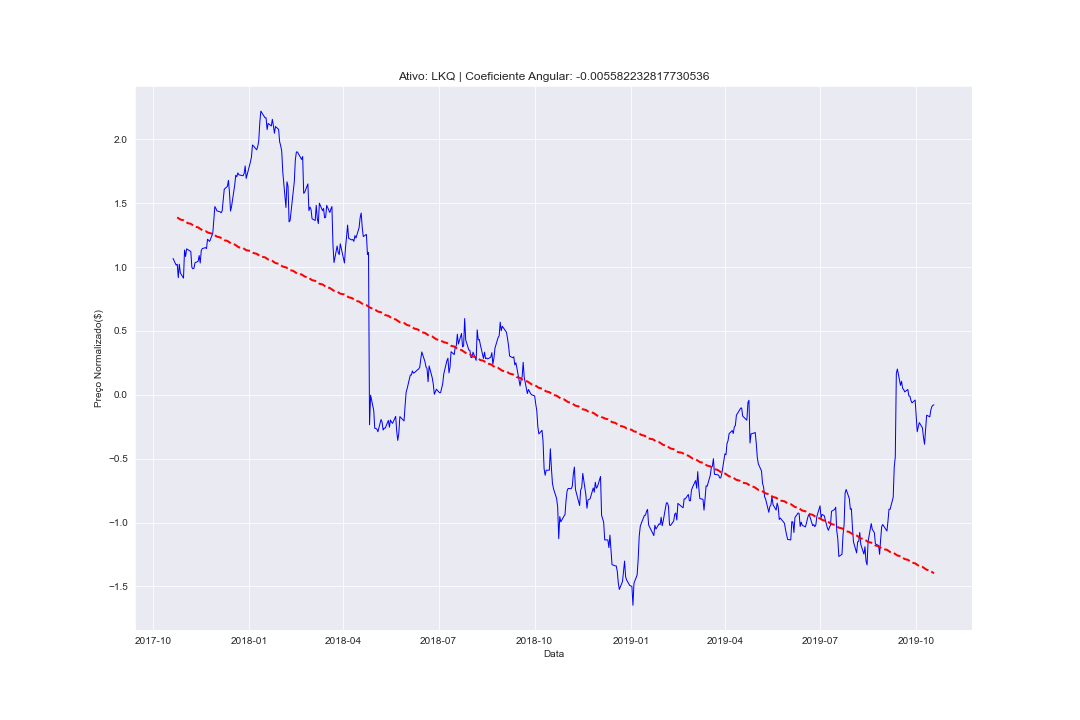 Ativo: LKQ | Coeficiente Angular: -0.005582232817730536
Preço Normalizado($)
2.0
1.5
1.0
0.5
0.0
−0.5
−1.0
−1.5
2017-10 2018-01 2018-04 2018-07 2018-10 2019-01 2019-04 2019-07 2019-10
Data